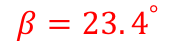 β = 23.4°